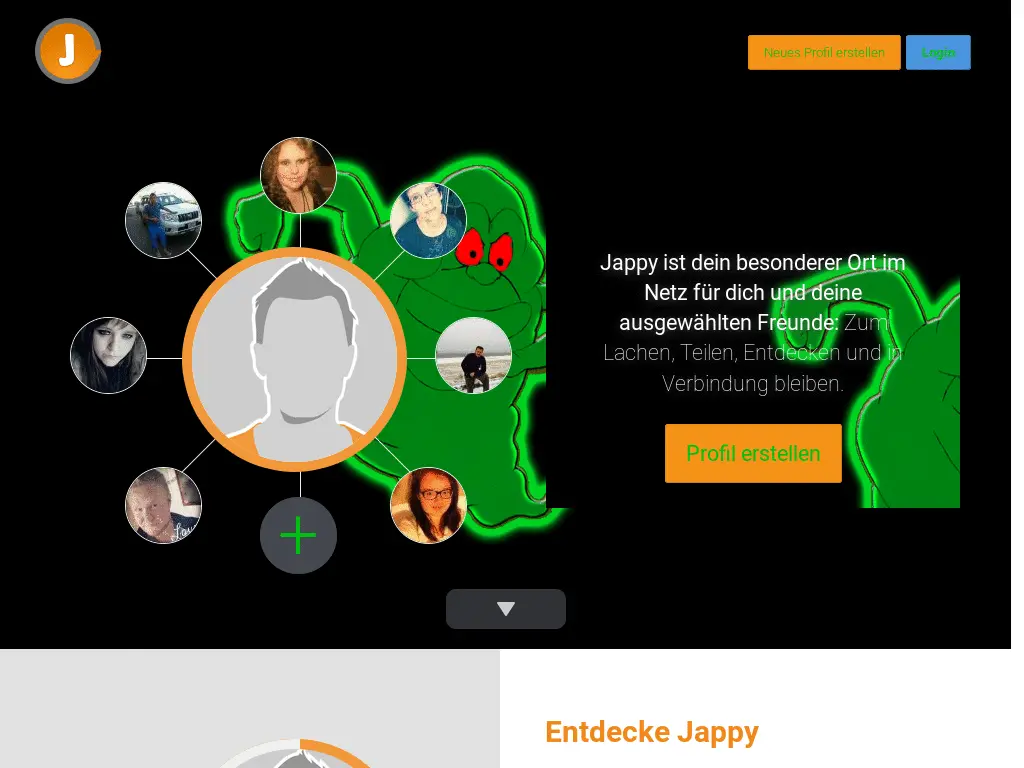 J
Neues Profil erstellen
Login
Jappy ist dein besonderer Ort im
Netz für dich und deine
ausgewählten Freunde: Zum
Lachen, Teilen, Entdecken und in
Verbindung bleiben.
Profil erstellen
Entdecke Jappy